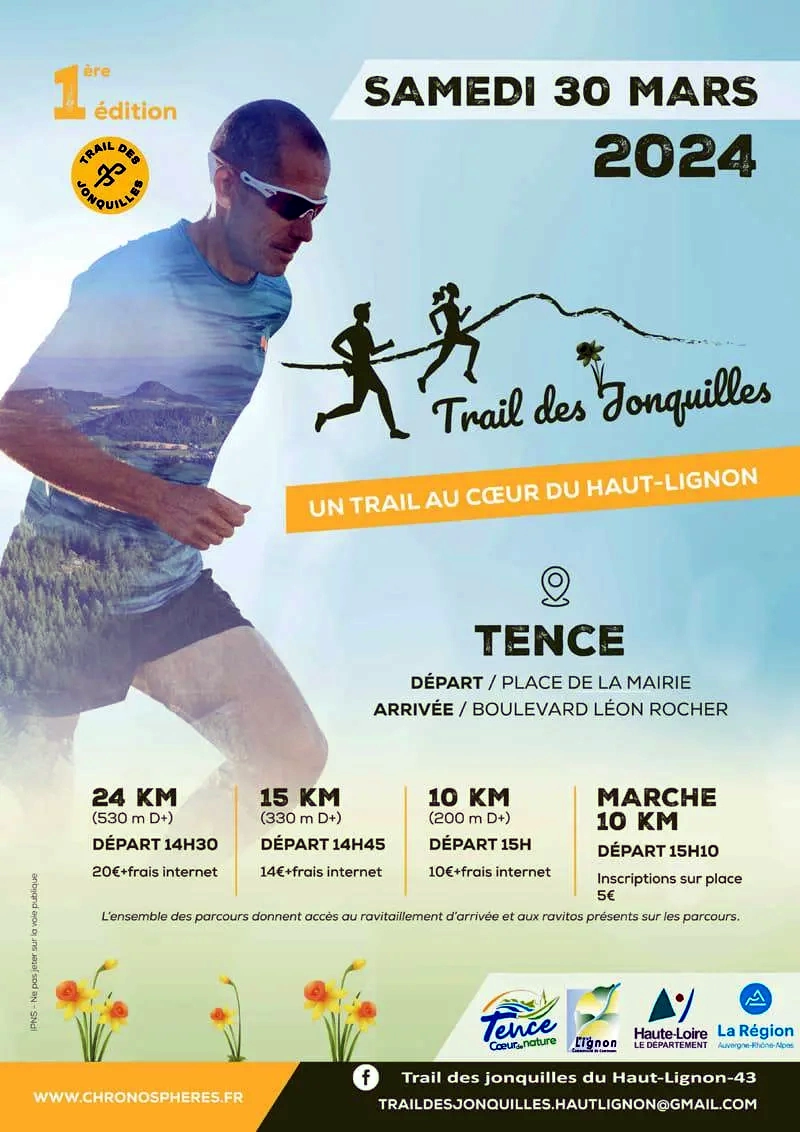 1ère
édition
TRAIL DES
JONQUILLES
SAMEDI 30 MARS
2024
Trail des Jonquilles
UN TRAIL AU CŒUR DU HAUT-LIGNON
TENCE
DÉPART / PLACE DE LA MAIRIE
ARRIVÉE / BOULEVARD LÉON ROCHER
24 KM
(530 m D+)
DÉPART 14H30
20€+frais internet
15 KM
(330 m D+)
DÉPART 14H45
14€+frais internet
10 KM
(200 m D+)
DÉPART 15H
10€+frais internet
MARCHE
10 KM
DÉPART 15H10
Inscriptions sur place
5€
L'ensemble des parcours donnent accès au ravitaillement d'arrivée et aux ravitos présents sur les parcours.
IPNS - Ne pas jeter sur la voie publique
Tence
Cœur de nature
Lignon
Haute-Loire
LE DÉPARTEMENT
La Région
Auvergne-Rhône-Alpes
WWW.CHRONOSPHERES.FR
Trail des jonquilles du Haut-Lignon-43
TRAILDESJONQUILLES.HAUTLIGNON@GMAIL.COM